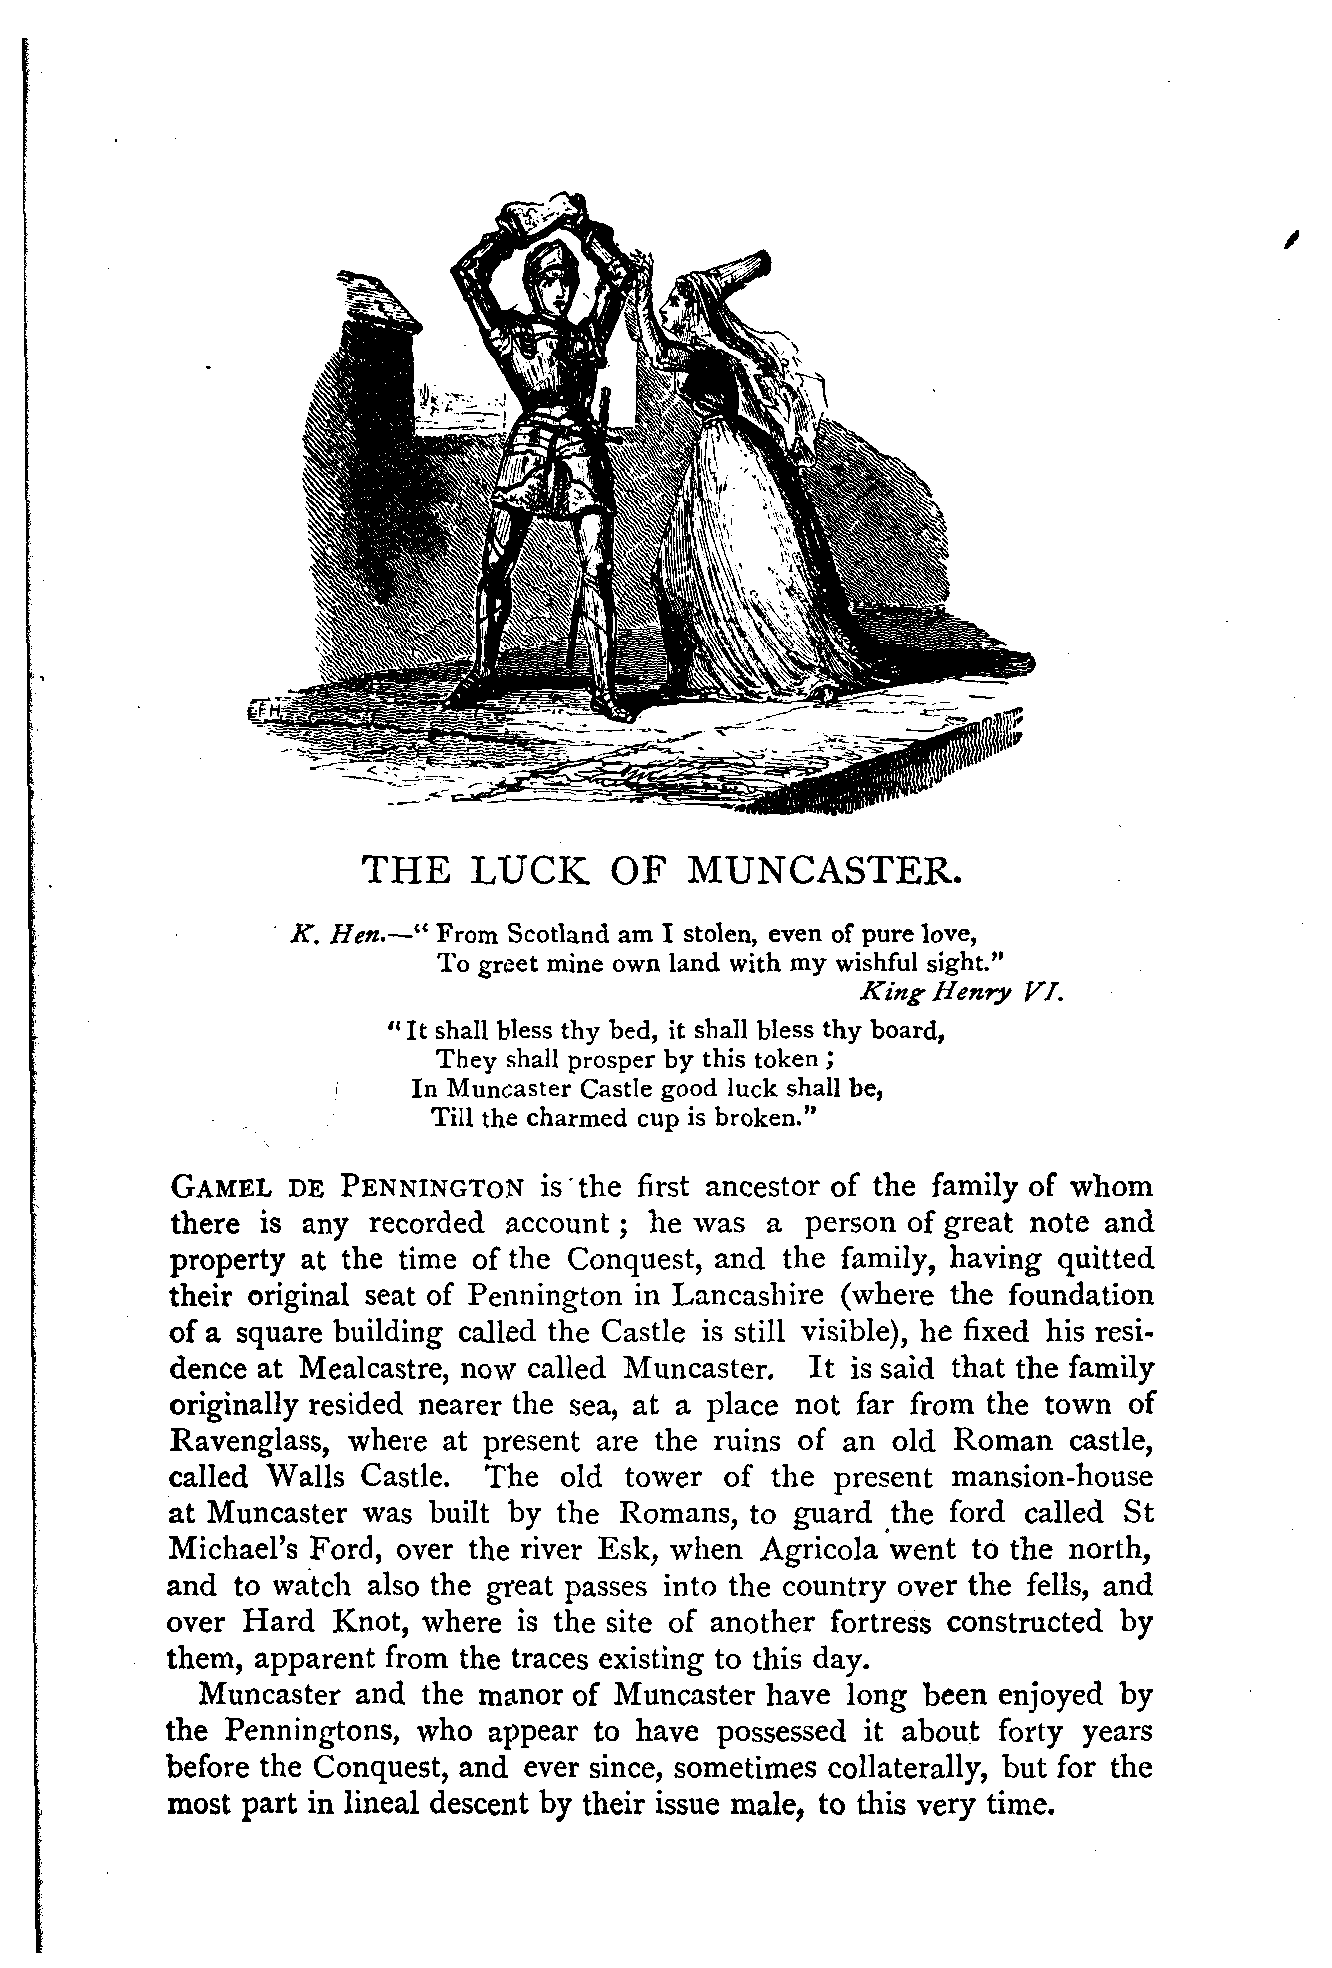 FH
THE LUCK OF MUNCASTER.
K. Hen.—“ From Scotland am I stolen, even of pure love,
To greet mine own land with my wishful sight.”
King Henry VI.
“ It shall bless thy bed, it shall bless thy board,
They shall prosper by this token ;
In Muncaster Castle good luck shall be,
Till the charmed cup is broken.”
GAMEL DE PENNINGTON is the first ancestor of the family of whom
there is any recorded account ; he was a person of great note and
property at the time of the Conquest, and the family, having quitted
their original seat of Pennington in Lancashire (where the foundation
of a square building called the Castle is still visible), he fixed his resi-
dence at Mealcastre, now called Muncaster. It is said that the family
originally resided nearer the sea, at a place not far from the town of
Ravenglass, where at present are the ruins of an old Roman castle,
called Walls Castle. The old tower of the present mansion-house
at Muncaster was built by the Romans, to guard the ford called St
Michael’s Ford, over the river Esk, when Agricola went to the north,
and to watch also the great passes into the country over the fells, and
over Hard Knot, where is the site of another fortress constructed by
them, apparent from the traces existing to this day.
Muncaster and the manor of Muncaster have long been enjoyed by
the Penningtons, who appear to have possessed it about forty years
before the Conquest, and ever since, sometimes collaterally, but for the
most part in lineal descent by their issue male, to this very time.